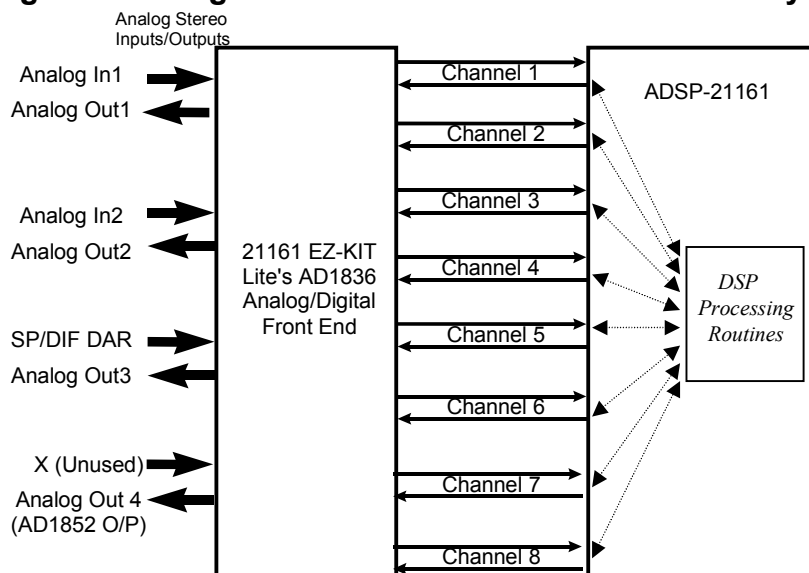 Analog Stereo
Inputs/Outputs
Analog In1
Analog Out1
Analog In2
Analog Out2
SP/DIF DAR
Analog Out3
X (Unused)
Analog Out 4
(AD1852 O/P)
21161 EZ-KIT
Lite's AD1836
Analog/Digital
Front End
Channel 1
Channel 2
Channel 3
Channel 4
Channel 5
Channel 6
Channel 7
Channel 8
ADSP-21161
DSP
Processing
Routines